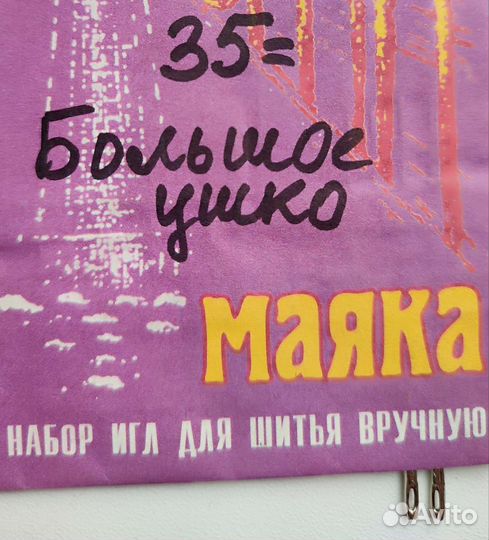 35=
Большое
ушко
МАЯКА
НАБОР ИГЛ ДЛЯ ШИТЬЯ ВРУЧНУЮ
Avito